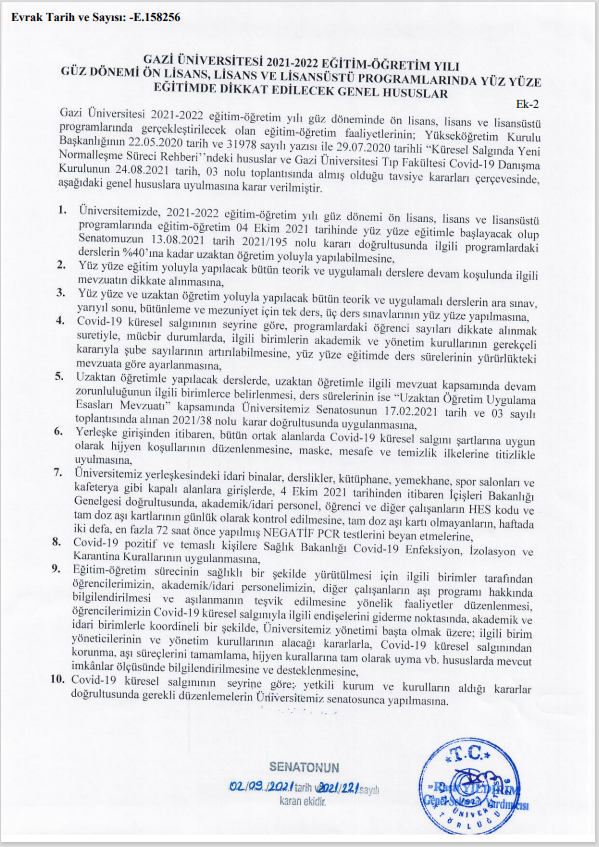 Evrak Tarih ve Sayısı: -E.158256
GAZİ ÜNİVERSİTESİ 2021-2022 EĞİTİM-ÖĞRETİM YILI
GÜZ DÖNEMİ ÖN LİSANS, LİSANS VE LİSANSÜSTÜ PROGRAMLARINDA YÜZ YÜZE
EĞİTİMDE DİKKAT EDİLECEK GENEL HUSUSLAR
Ek-2
Gazi Üniversitesi 2021-2022 eğitim-öğretim yılı güz döneminde ön lisans, lisans ve lisansüstü
programlarında gerçekleştirilecek olan eğitim-öğretim faaliyetlerinin; Yükseköğretim Kurulu
Başkanlığının 22.05.2020 tarih ve 31978 sayılı yazısı ile 29.07.2020 tarihli “Küresel Salgında Yeni
Normalleşme Süreci Rehberi’’ndeki hususlar ve Gazi Üniversitesi Tıp Fakültesi Covid-19 Danışma
Kurulunun 24.08.2021 tarih, 03 nolu toplantısında almış olduğu tavsiye kararları çerçevesinde,
aşağıdaki genel hususlara uyulmasına karar verilmiştir.
1. Üniversitemizde, 2021-2022 eğitim-öğretim yılı güz dönemi ön lisans, lisans ve lisansüstü
programlarında eğitim-öğretim 04 Ekim 2021 tarihinde yüz yüze eğitimle başlayacak olup
Senatomuzun 13.08.2021 tarih 2021/195 nolu kararı doğrultusunda ilgili programlardaki
derslerin %40’ına kadar uzaktan öğretim yoluyla yapılabilmesine,
2. Yüz yüze eğitim yoluyla yapılacak bütün teorik ve uygulamalı derslere devam koşulunda ilgili
mevzuatın dikkate alınmasına,
3. Yüz yüze ve uzaktan öğretim yoluyla yapılacak bütün teorik ve uygulamalı derslerin ara sınav,
yarıyıl sonu, bütünleme ve mezuniyet için tek ders, üç ders sınavlarının yüz yüze yapılmasına,
4. Covid-19 küresel salgınının seyrine göre, programlardaki öğrenci sayıları dikkate alınmak
suretiyle, mücbir durumlarda, ilgili birimlerin akademik ve yönetim kurullarının gerekçeli
kararıyla şube sayılarının artırılabilmesine, yüz yüze eğitimde ders sürelerinin yürürlükteki
mevzuata göre ayarlanmasına,
5. Uzaktan öğretimle yapılacak derslerde, uzaktan öğretimle ilgili mevzuat kapsamında devam
zorunluluğunun ilgili birimlerce belirlenmesi, ders sürelerinin ise “Uzaktan Öğretim Uygulama
Esasları Mevzuatı” kapsamında Üniversitemiz Senatosunun 17.02.2021 tarih ve 03 sayılı
toplantısında alınan 2021/38 nolu karar doğrultusunda uygulanmasına,
6. Yerleşke girişinden itibaren, bütün ortak alanlarda Covid-19 küresel salgını şartlarına uygun
olarak hijyen koşullarının düzenlenmesine, maske, mesafe ve temizlik ilkelerine titizlikle
uyulmasına,
7. Üniversitemiz yerleşkesindeki idari binalar, derslikler, kütüphane, yemekhane, spor salonları ve
kafeterya gibi kapalı alanlara girişlerde, 4 Ekim 2021 tarihinden itibaren İçişleri Bakanlığı
Genelgesi doğrultusunda, akademik/idari personel, öğrenci ve diğer çalışanların HES kodu ve
tam doz aşı kartlarının günlük olarak kontrol edilmesine, tam doz aşı kartı olmayanların, haftada
iki defa, en fazla 72 saat önce yapılmış NEGATİF PCR testlerini beyan etmelerine,
8. Covid-19 pozitif ve temaslı kişilere Sağlık Bakanlığı Covid-19 Enfeksiyon, İzolasyon ve
Karantina Kurallarının uygulanmasına,
9. Eğitim-öğretim sürecinin sağlıklı bir şekilde yürütülmesi için ilgili birimler tarafından
öğrencilerimizin, akademik/idari personelimizin, diğer çalışanların aşı programı hakkında
bilgilendirilmesi ve aşılanmanın teşvik edilmesine yönelik faaliyetler düzenlenmesi,
öğrencilerimizin Covid-19 küresel salgınıyla ilgili endişelerini giderme noktasında, akademik ve
idari birimlerle koordineli bir şekilde, Üniversitemiz yönetimi başta olmak üzere; ilgili birim
yöneticilerinin ve yönetim kurullarının alacağı kararlarla, Covid-19 küresel salgınından
korunma, aşı süreçlerini tamamlama, hijyen kurallarına tam olarak uyma vb. hususlarda mevcut
imkânlar ölçüsünde bilgilendirilmesine ve desteklenmesine,
10. Covid-19 küresel salgınının seyrine göre; yetkili kurum ve kurulların aldığı kararlar
doğrultusunda gerekli düzenlemelerin Üniversitemiz senatosunca yapılmasına.
SENATONUN
02/09/2021 tarih ve 2021/221 sayılı
kararı ekidir.
T.C.
Raşit YILDIRIM
Genel Sekreter Yardımcısı